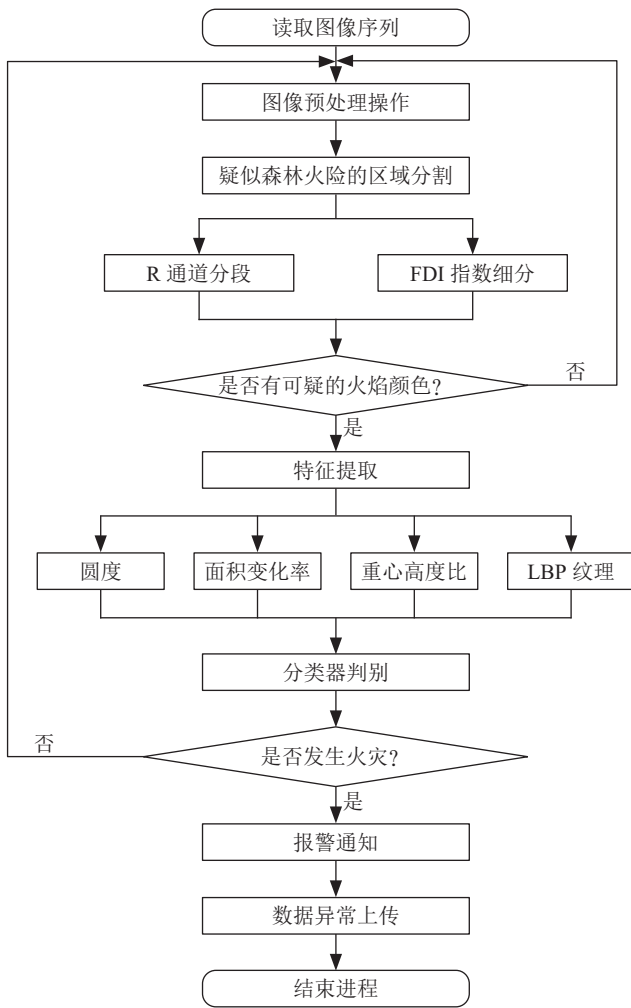 读取图像序列
图像预处理操作
疑似森林火险的区域分割
R 通道分段
FDI 指数细分
是否有可疑的火焰颜色?
否
是
特征提取
圆度
面积变化率
重心高度比
LBP 纹理
分类器判别
否
是否发生火灾?
是
报警通知
数据异常上传
结束进程